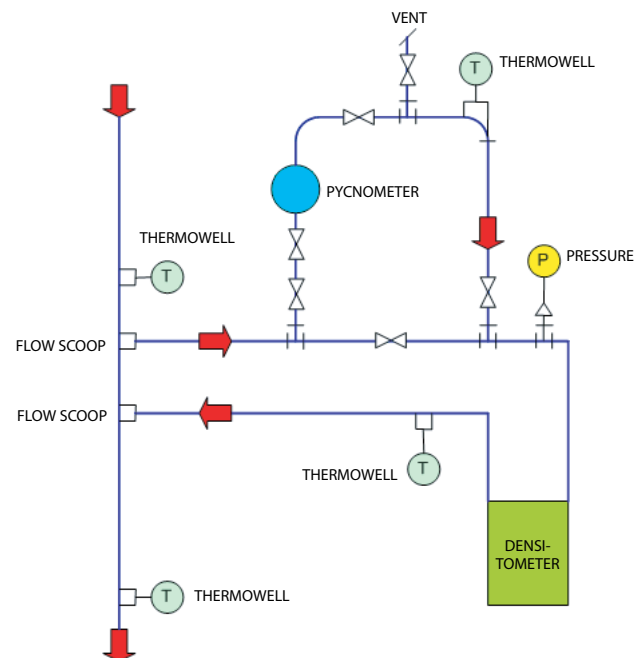 VENT
T
THERMOWELL
PYCNOMETER
THERMOWELL
T
P
PRESSURE
FLOW SCOOP
FLOW SCOOP
THERMOWELL
T
DENSI-
TOMETER
T
THERMOWELL